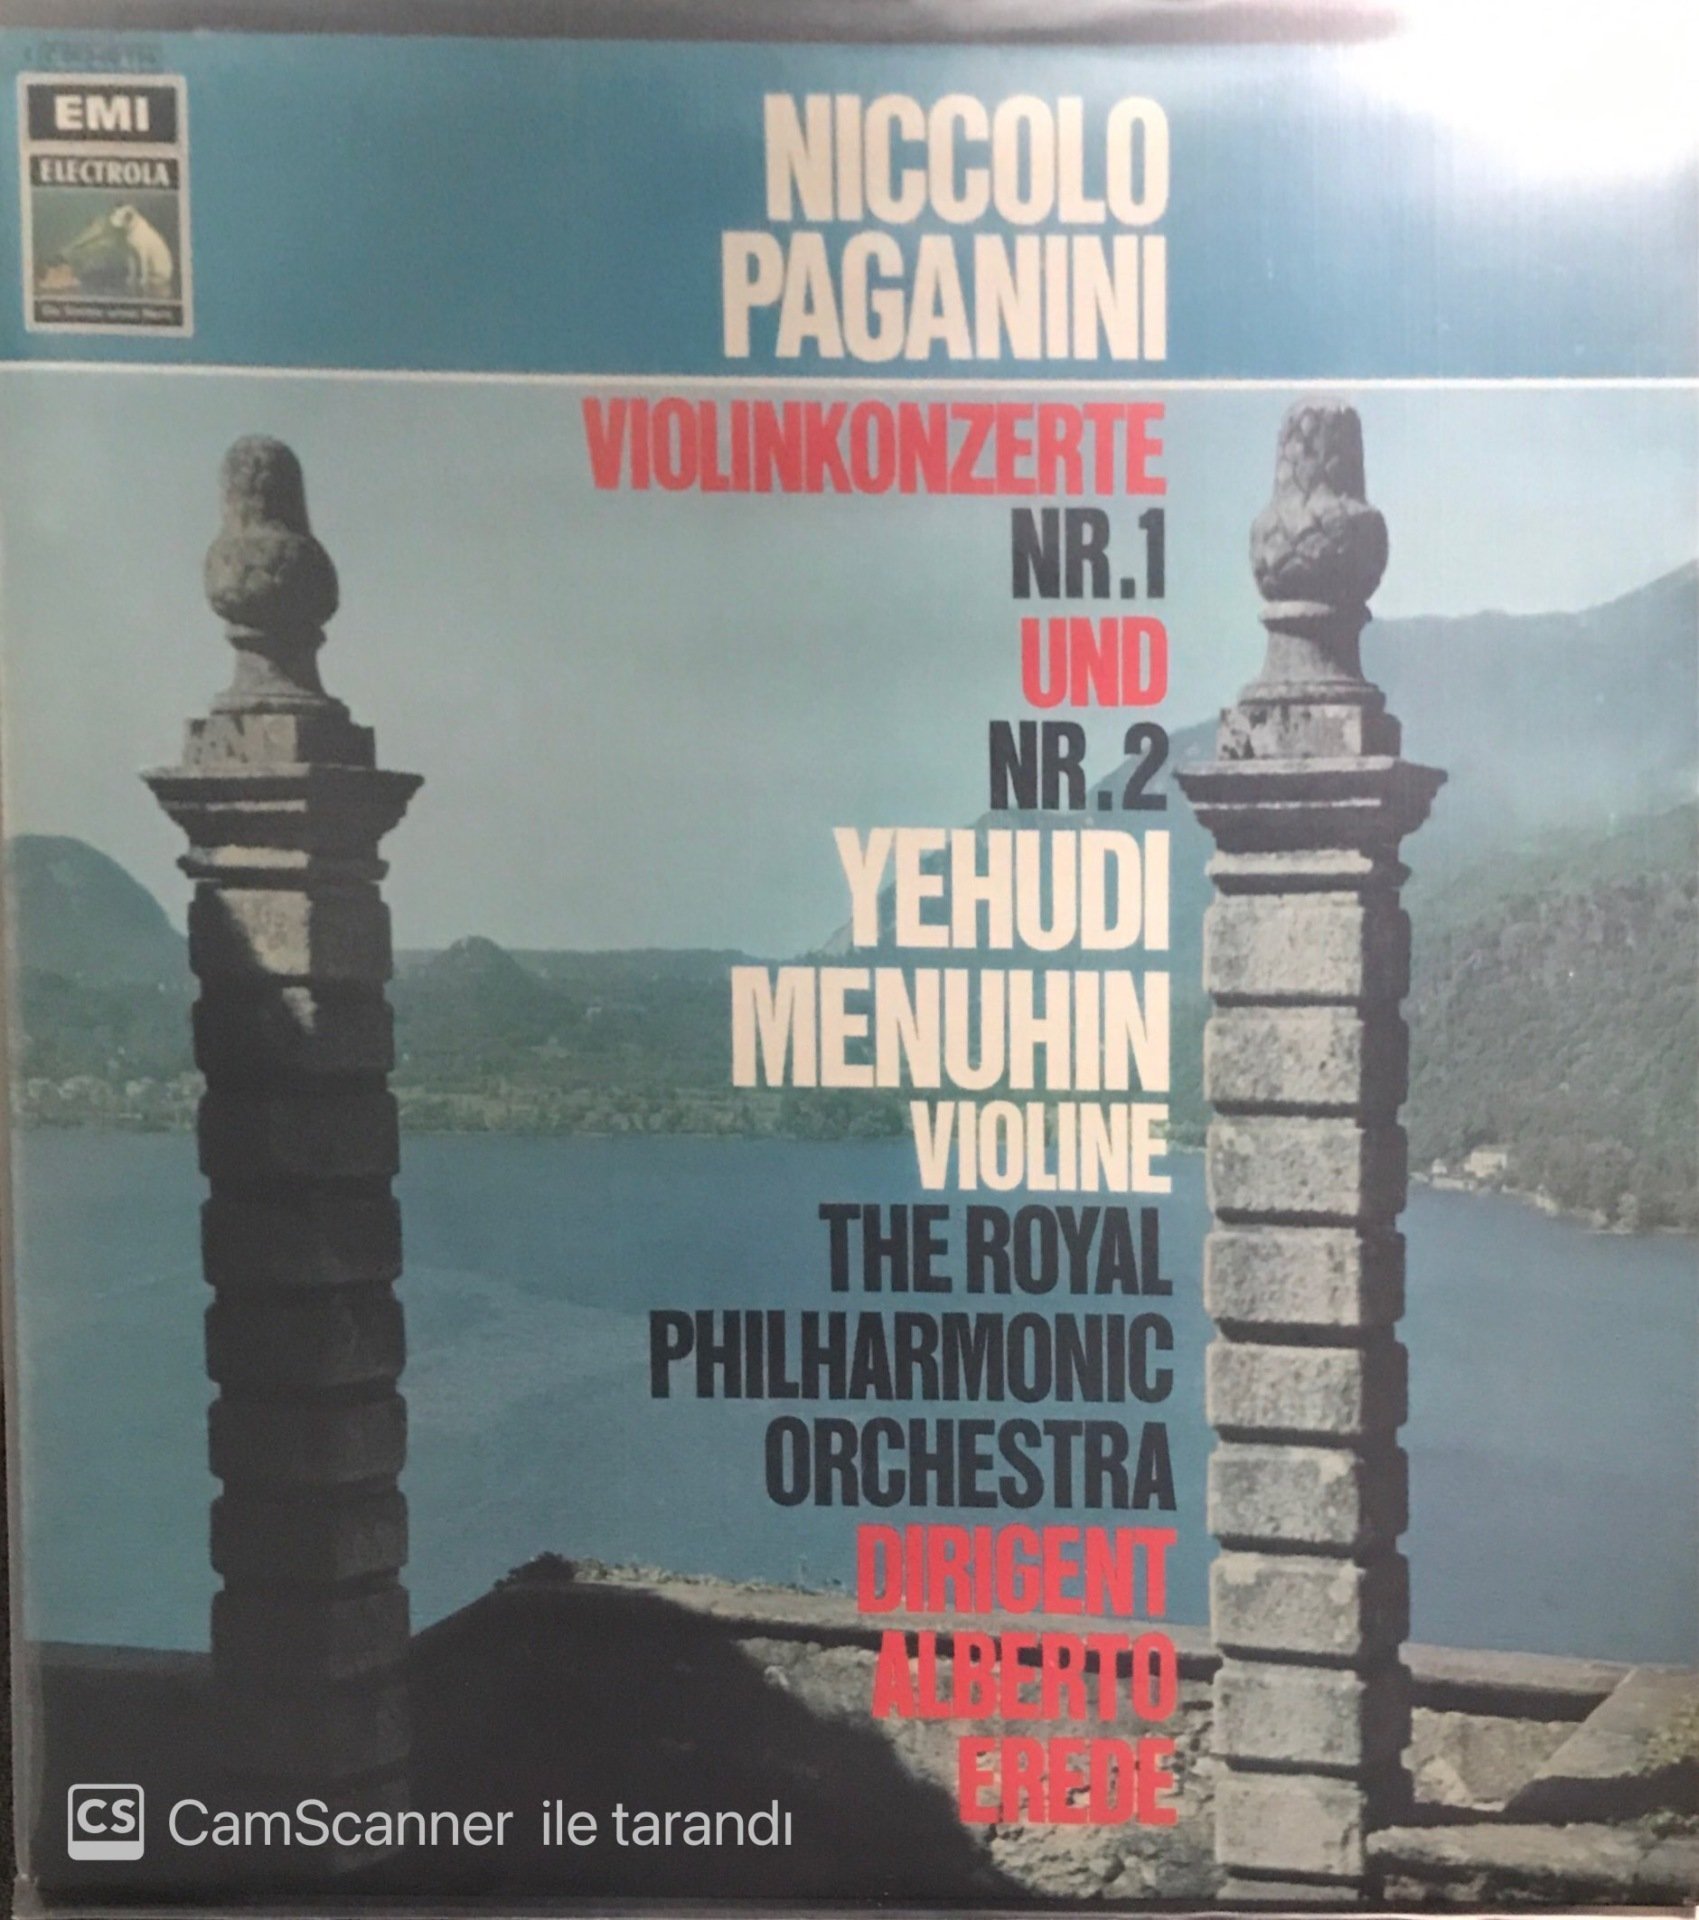 EMI
ELECTROLA
NICCOLO
PAGANINI
VIOLINKONZERTE
NR.1
UND
NR.2
YEHUDI
MENUHIN
VIOLINE
THE ROYAL
PHILHARMONIC
ORCHESTRA
DIRIGENT
ALBERTO
EREDE
CS CamScanner ile tarandı